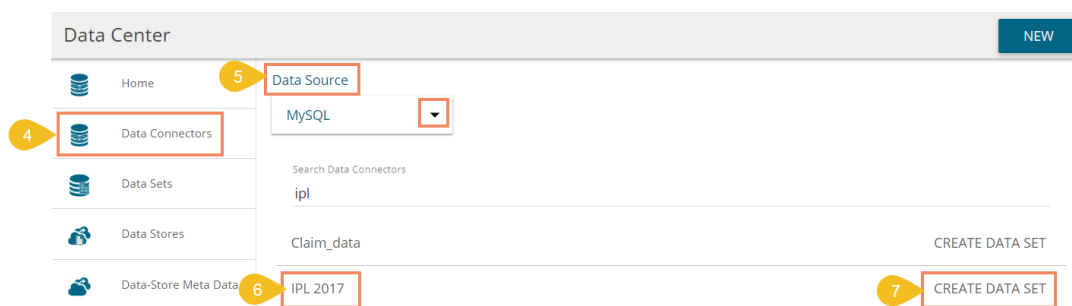 Data Center
NEW
Home
5
Data Source
MySQL
4
Data Connectors
Data Sets
Search Data Connectors
ipl
Data Stores
Claim_data
CREATE DATA SET
Data-Store Meta Data
6
IPL 2017
7
CREATE DATA SET